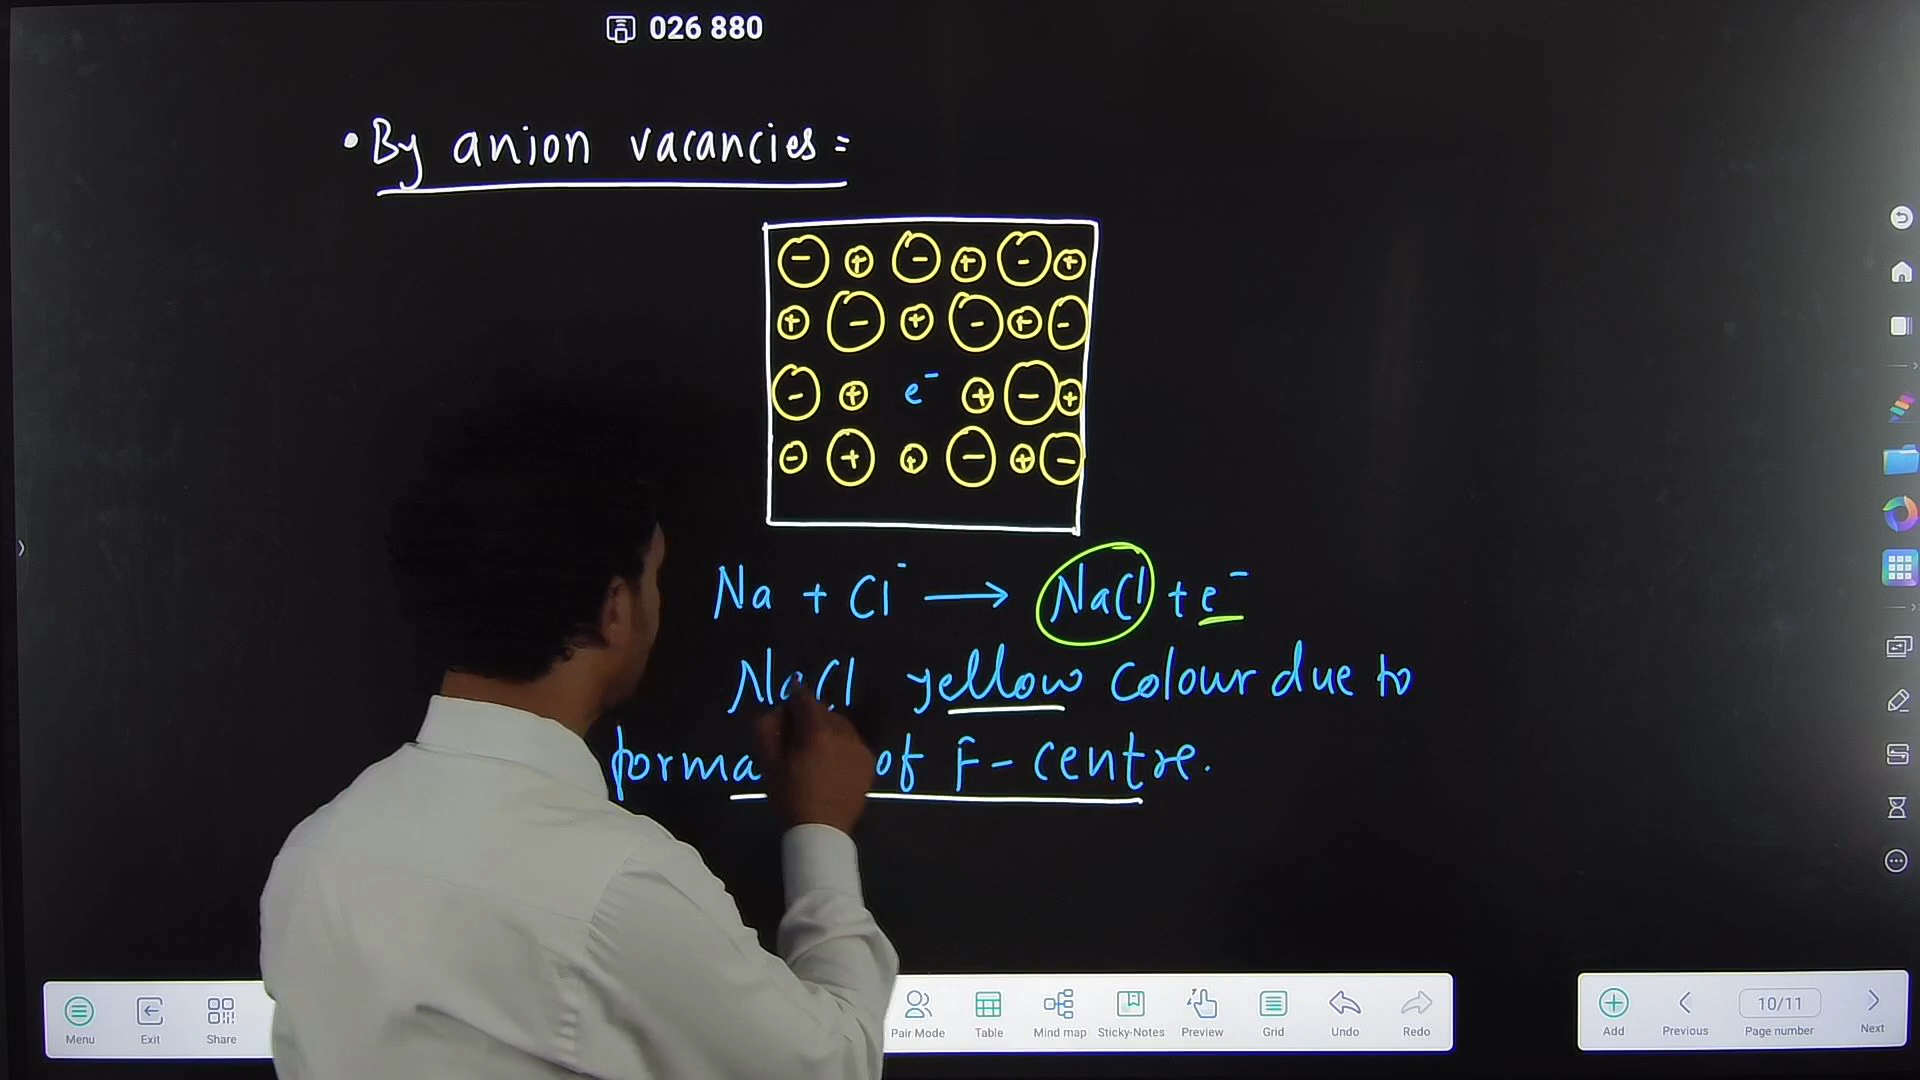 026 880
• By anion vacancies =
- + - + - +
+ - + - + -
- + e⁻ + - +
- + + - + -
Na + Cl⁻ → NaCl + e⁻
NaCl yellow colour due to
of F - centre.
Menu Exit Share Pair Mode Table Mind map Sticky-Notes Preview Grid Undo Redo Add Previous 10/11 Page number Next